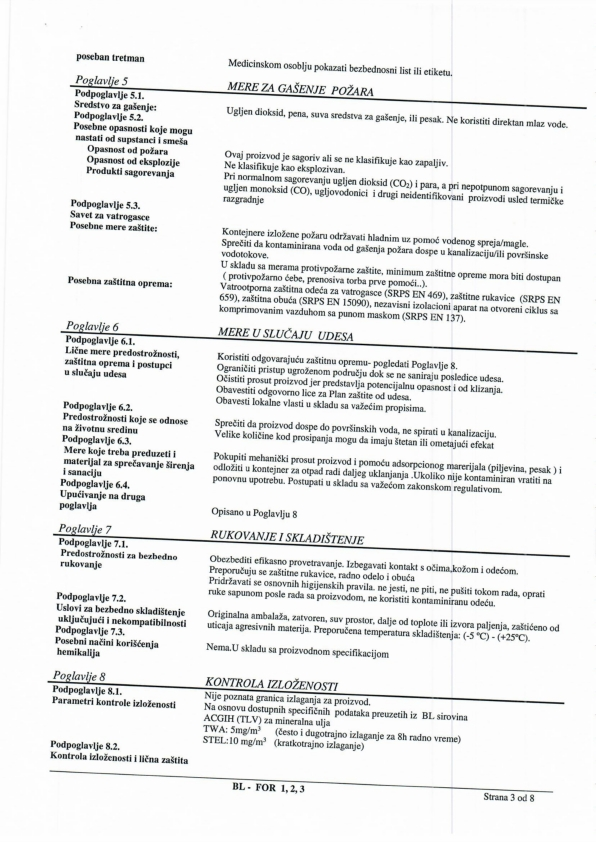 poseban tretman
Medicinskom osoblju pokazati bezbednosni list ili etiketu.
Poglavlje 5 MERE ZA GAŠENJE POŽARA
Podpoglavlje 5.1.
Sredstvo za gašenje: Ugljen dioksid, pena, suva sredstva za gašenje, ili pesak. Ne koristiti direktan mlaz vode.
Podpoglavlje 5.2.
Posebne opasnosti koje mogu
nastati od supstanci i smeša
Opasnost od požara Ovaj proizvod je sagoriv ali se ne klasifikuje kao zapaljiv.
Opasnost od eksplozije Ne klasifikuje kao eksplozivan.
Produkti sagorevanja Pri normalnom sagorevanju ugljen dioksid (CO₂) i para, a pri nepotpunom sagorevanju i
ugljen monoksid (CO), ugljovodonici i drugi neidentifikovani proizvodi usled termičke
razgradnje
Podpoglavlje 5.3.
Savet za vatrogasce
Posebne mere zaštite: Kontejnere izložene požaru održavati hladnim uz pomoć vodenog spreja/magle.
Sprečiti da kontaminirana voda od gašenja požara dospe u kanalizaciju/ili površinske
vodotokove.
U skladu sa merama protivpožarne zaštite, minimum zaštitne opreme mora biti dostupan
( protivpožarno ćebe, prenosiva torba prve pomoći..).
Posebna zaštitna oprema: Vatrootporna zaštitna odeća za vatrogasce (SRPS EN 469), zaštitne rukavice (SRPS EN
659), zaštitna obuća (SRPS EN 15090), nezavisni izolacioni aparat na otvoreni ciklus sa
komprimovanim vazduhom sa punom maskom (SRPS EN 137).
Poglavlje 6 MERE U SLUČAJU UDESA
Podpoglavlje 6.1.
Lične mere predostrožnosti, Koristiti odgovarajuću zaštitnu opremu- pogledati Poglavlje 8.
zaštitna oprema i postupci Ograničiti pristup ugroženom području dok se ne saniraju posledice udesa.
u slučaju udesa Očistiti prosut proizvod jer predstavlja potencijalnu opasnost i od klizanja.
Obavestiti odgovorno lice za Plan zaštite od udesa.
Obavesti lokalne vlasti u skladu sa važećim propisima.
Podpoglavlje 6.2.
Predostrožnosti koje se odnose Sprečiti da proizvod dospe do površinskih voda, ne spirati u kanalizaciju.
na životnu sredinu Velike količine kod prosipanja mogu da imaju štetan ili ometajući efekat
Podpoglavlje 6.3.
Mere koje treba preduzeti i Pokupiti mehanički prosut proizvod i pomoću adsorpcionog marerijala (piljevina, pesak ) i
materijal za sprečavanje širenja odložiti u kontejner za otpad radi daljeg uklanjanja .Ukoliko nije kontaminiran vratiti na
i sanaciju ponovnu upotrebu. Postupati u skladu sa važećom zakonskom regulativom.
Podpoglavlje 6.4.
Upućivanje na druga
poglavlja Opisano u Poglavlju 8
Poglavlje 7 RUKOVANJE I SKLADIŠTENJE
Podpoglavlje 7.1.
Predostrožnosti za bezbedno Obezbediti efikasno provetravanje. Izbegavati kontakt s očima,kožom i odećom.
rukovanje Preporučuju se zaštitne rukavice, radno odelo i obuća
Pridržavati se osnovnih higijenskih pravila. ne jesti, ne piti, ne pušiti tokom rada, oprati
ruke sapunom posle rada sa proizvodom, ne koristiti kontaminiranu odeću.
Podpoglavlje 7.2.
Uslovi za bezbedno skladištenje Originalna ambalaža, zatvoren, suv prostor, dalje od toplote ili izvora paljenja, zaštićeno od
uključujući i nekompatibilnosti uticaja agresivnih materija. Preporučena temperatura skladištenja: (-5 °C) - (+25°C).
Podpoglavlje 7.3.
Posebni načini korišćenja Nema.U skladu sa proizvodnom specifikacijom
hemikalija
Poglavlje 8 KONTROLA IZLOŽENOSTI
Podpoglavlje 8.1. Nije poznata granica izlaganja za proizvod.
Parametri kontrole izloženosti Na osnovu dostupnih specifičnih podataka preuzetih iz BL sirovina
ACGIH (TLV) za mineralna ulja
TWA: 5mg/m³ (često i dugotrajno izlaganje za 8h radno vreme)
STEL:10 mg/m³ (kratkotrajno izlaganje)
Podpoglavlje 8.2.
Kontrola izloženosti i lična zaštita
BL - FOR 1, 2, 3
Strana 3 od 8